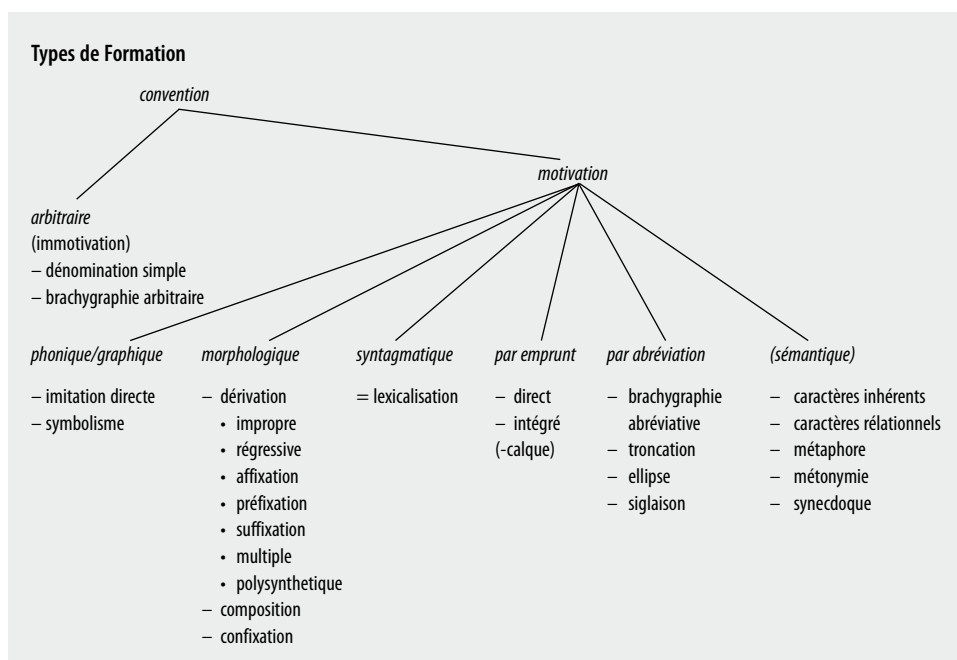 Types de Formation
convention
motivation
arbitraire
(immotivation)
– dénomination simple
– brachygraphie arbitraire
phonique/graphique
– imitation directe
– symbolisme
morphologique
– dérivation
• impropre
• régressive
• affixation
• préfixation
• suffixation
• multiple
• polysynthetique
– composition
– confixation
syntagmatique
= lexicalisation
par emprunt
– direct
– intégré
(-calque)
par abréviation
– brachygraphie
abréviative
– troncation
– ellipse
– siglaison
(sémantique)
– caractères inhérents
– caractères rélationnels
– métaphore
– métonymie
– synecdoque